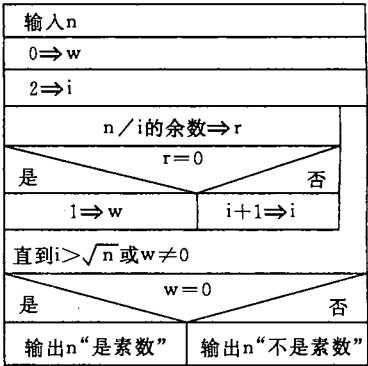 输入n
0⇒w
2⇒i
n/i的余数⇒r
r=0
是 否
1⇒w i+1⇒i
直到i>√n或w≠0
w=0
是 否
输出n“是素数” 输出n“不是素数”